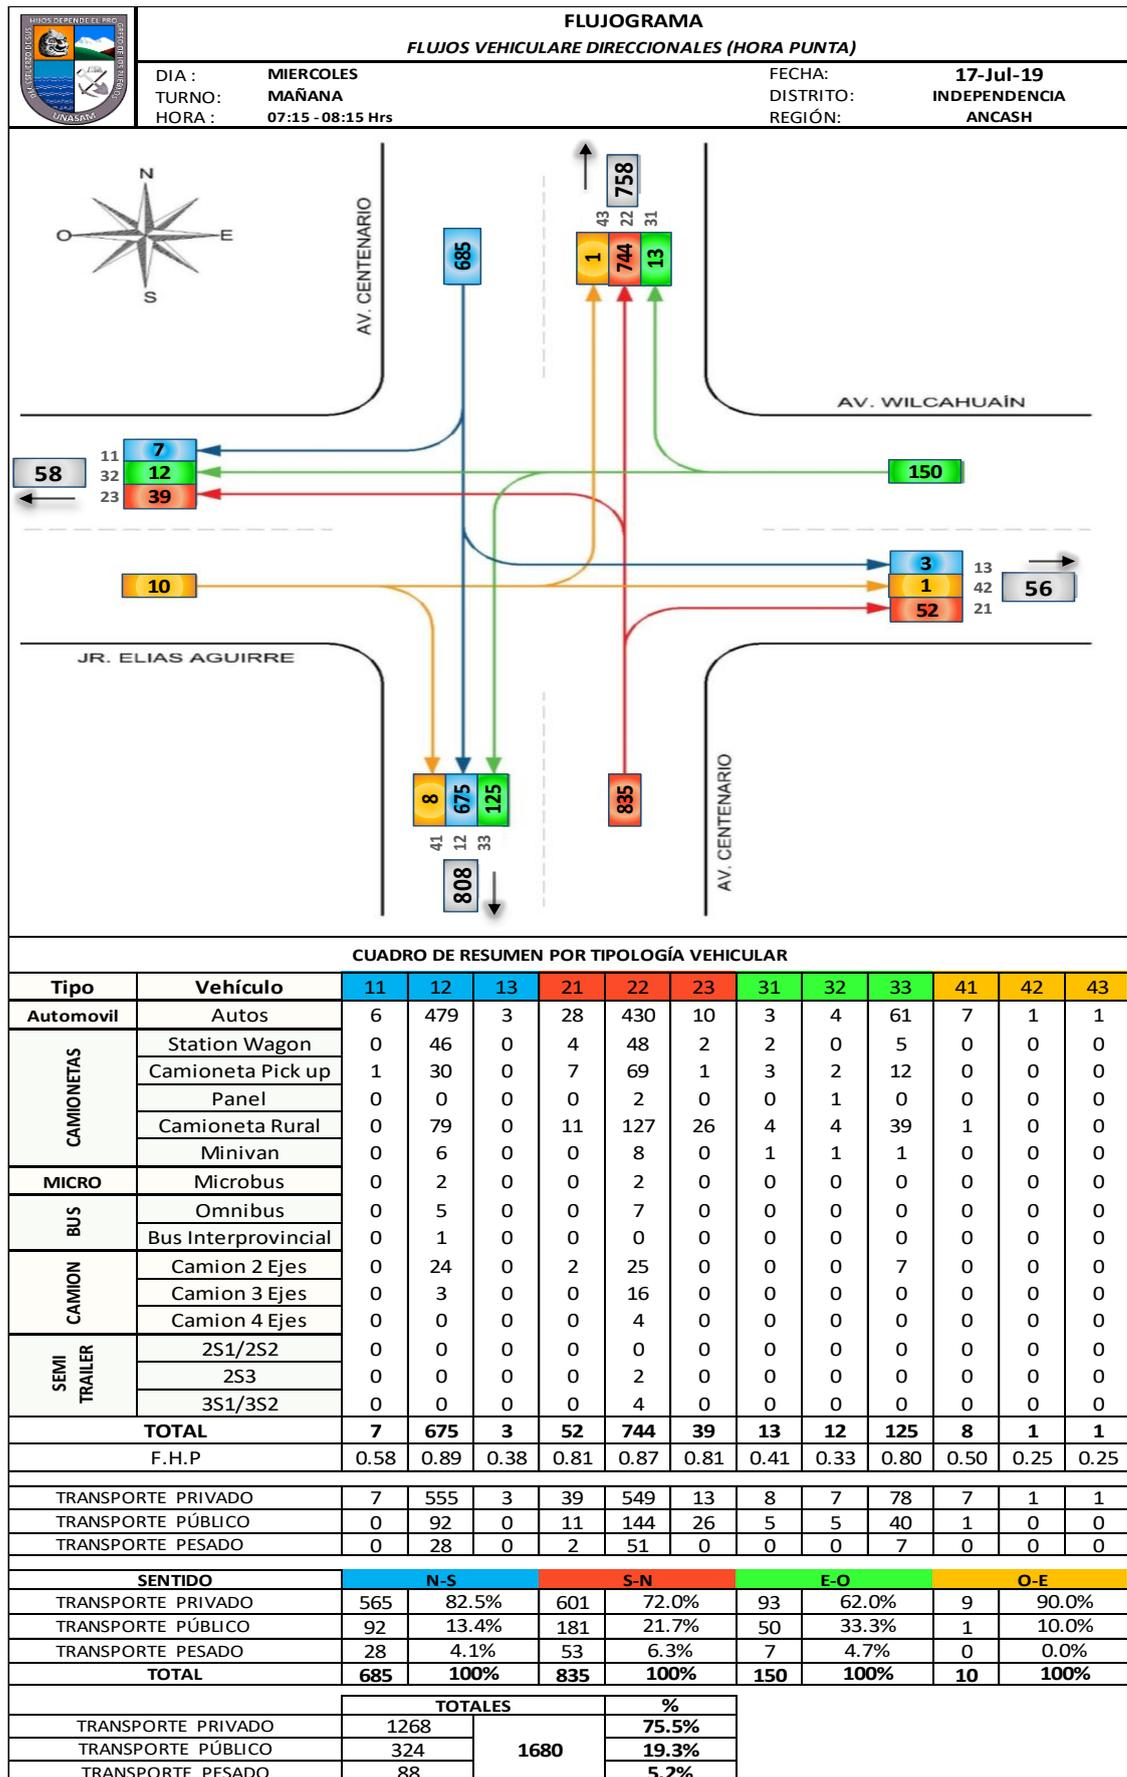 HIJOS DEPENDE EL PRO
GRESO DE LOS PUEBLOS
DEL ESFUERZO DE SUS
UNASAM
FLUJOGRAMA
FLUJOS VEHICULARE DIRECCIONALES (HORA PUNTA)
DIA : MIERCOLES FECHA: 17-Jul-19
TURNO: MAÑANA DISTRITO: INDEPENDENCIA
HORA : 07:15 - 08:15 Hrs REGIÓN: ANCASH
N
O E
S
AV. CENTENARIO
685
758
43 22 31
1 744 13
AV. WILCAHUAÍN
11 7
58 32 12
23 39
150
10
3 13
1 42 56
52 21
JR. ELIAS AGUIRRE
8 675 125
41 12 33
808
835
AV. CENTENARIO
CUADRO DE RESUMEN POR TIPOLOGÍA VEHICULAR
Tipo Vehículo 11 12 13 21 22 23 31 32 33 41 42 43
Automovil Autos 6 479 3 28 430 10 3 4 61 7 1 1
CAMIONETAS
Station Wagon 0 46 0 4 48 2 2 0 5 0 0 0
Camioneta Pick up 1 30 0 7 69 1 3 2 12 0 0 0
Panel 0 0 0 0 2 0 0 1 0 0 0 0
Camioneta Rural 0 79 0 11 127 26 4 4 39 1 0 0
Minivan 0 6 0 0 8 0 1 1 1 0 0 0
MICRO Microbus 0 2 0 0 2 0 0 0 0 0 0 0
BUS
Omnibus 0 5 0 0 7 0 0 0 0 0 0 0
Bus Interprovincial 0 1 0 0 0 0 0 0 0 0 0 0
CAMION
Camion 2 Ejes 0 24 0 2 25 0 0 0 7 0 0 0
Camion 3 Ejes 0 3 0 0 16 0 0 0 0 0 0 0
Camion 4 Ejes 0 0 0 0 4 0 0 0 0 0 0 0
SEMI
TRAILER
2S1/2S2 0 0 0 0 0 0 0 0 0 0 0 0
2S3 0 0 0 0 2 0 0 0 0 0 0 0
3S1/3S2 0 0 0 0 4 0 0 0 0 0 0 0
TOTAL 7 675 3 52 744 39 13 12 125 8 1 1
F.H.P 0.58 0.89 0.38 0.81 0.87 0.81 0.41 0.33 0.80 0.50 0.25 0.25
TRANSPORTE PRIVADO 7 555 3 39 549 13 8 7 78 7 1 1
TRANSPORTE PÚBLICO 0 92 0 11 144 26 5 5 40 1 0 0
TRANSPORTE PESADO 0 28 0 2 51 0 0 0 7 0 0 0
SENTIDO N-S S-N E-O O-E
TRANSPORTE PRIVADO 565 82.5% 601 72.0% 93 62.0% 9 90.0%
TRANSPORTE PÚBLICO 92 13.4% 181 21.7% 50 33.3% 1 10.0%
TRANSPORTE PESADO 28 4.1% 53 6.3% 7 4.7% 0 0.0%
TOTAL 685 100% 835 100% 150 100% 10 100%
TOTALES %
TRANSPORTE PRIVADO 1268 75.5%
TRANSPORTE PÚBLICO 324 1680 19.3%
TRANSPORTE PESADO 88 5.2%